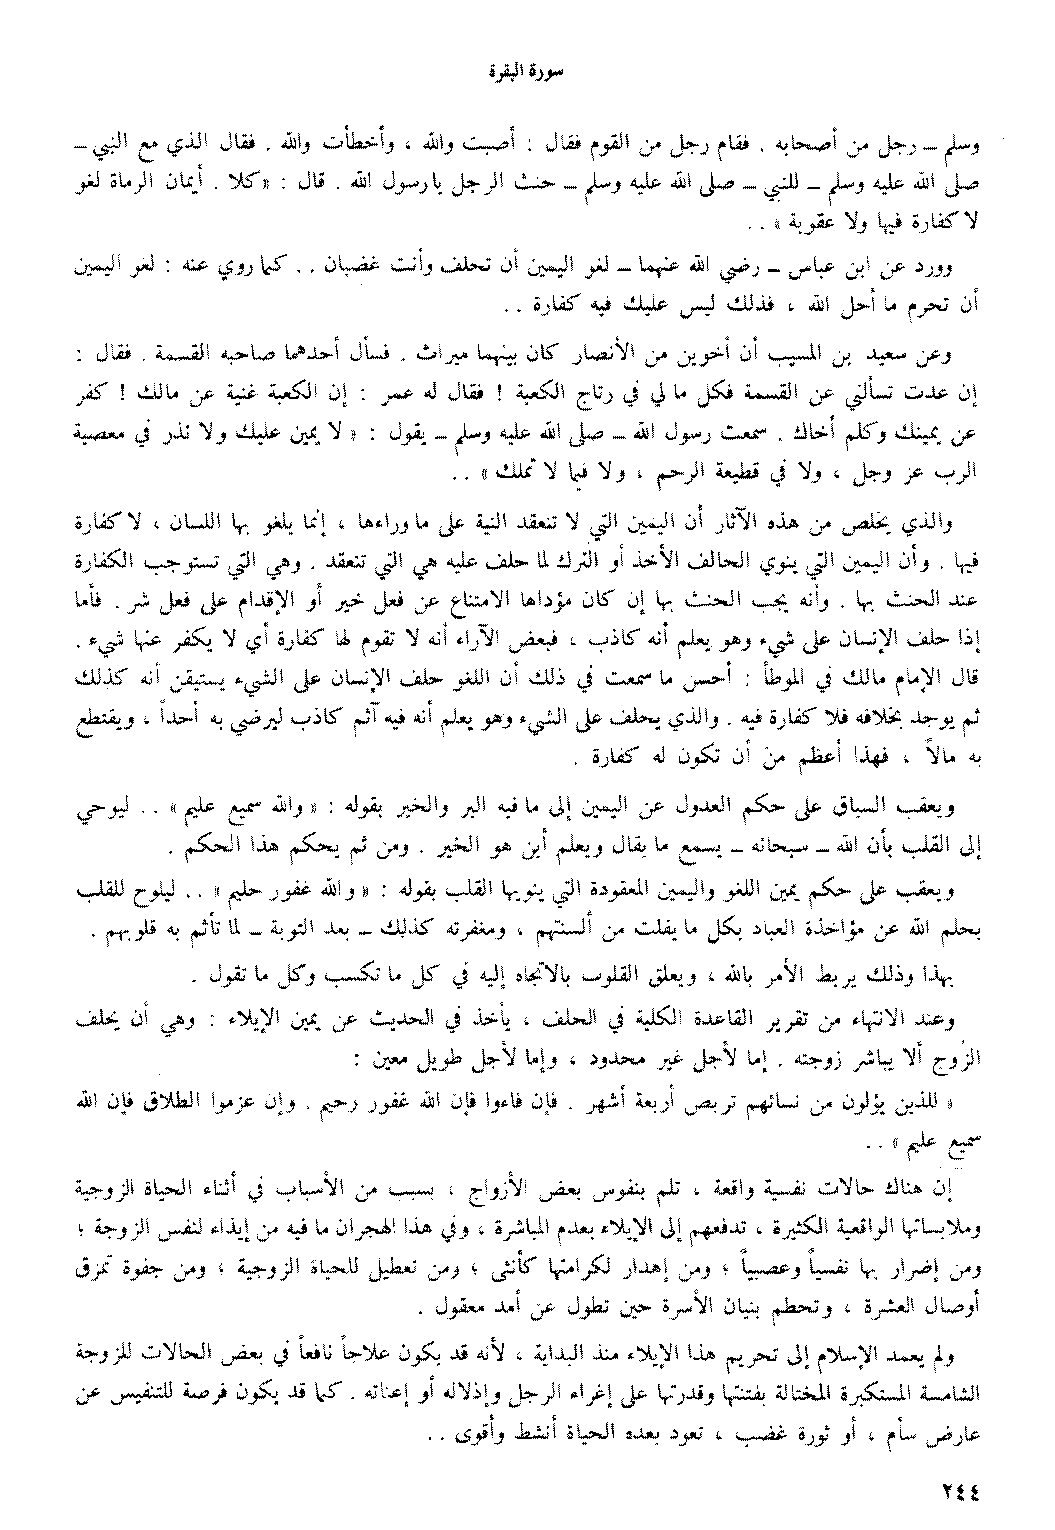 سورة البقرة
وسلم – رجل من أصحابه . فقام رجل من القوم فقال : أصبت والله ، وأخطأت والله . فقال الذي مع النبي –
صلى الله عليه وسلم – للنبي – صلى الله عليه وسلم – حنث الرجل يا رسول الله . قال : « كلا . أيمان الرماة لغو
لا كفارة فيها ولا عقوبة » . .
وورد عن ابن عباس – رضي الله عنهما – لغو اليمين أن تحلف وأنت غضبان . . كما روي عنه : لغو اليمين
أن تحرم ما أحل الله ، فذلك ليس عليك فيه كفارة . .
وعن سعيد بن المسيب أن أخوين من الأنصار كان بينهما ميراث . فسأل أحدهما صاحبه القسمة . فقال :
إن عدت تسألني عن القسمة فكل ما لي في رتاج الكعبة ! فقال له عمر : إن الكعبة غنية عن مالك ! كفر
عن يمينك وكلم أخاك . سمعت رسول الله – صلى الله عليه وسلم – يقول : « لا يمين عليك ولا نذر في معصية
الرب عز وجل ، ولا في قطيعة الرحم ، ولا فيما لا تملك » . .
والذي يخلص من هذه الآثار أن اليمين التي لا تنعقد النية على ما وراءها ، إنما يلغو بها اللسان ، لا كفارة
فيها . وأن اليمين التي ينوي الحالف الأخذ أو الترك لما حلف عليه هي التي تنعقد . وهي التي تستوجب الكفارة
عند الحنث بها . وأنه يجب الحنث بها إن كان مؤداها الامتناع عن فعل خير أو الإقدام على فعل شر . فأما
إذا حلف الإنسان على شيء وهو يعلم أنه كاذب ، فبعض الآراء أنه لا تقوم لها كفارة أي لا يكفر عنها شيء .
قال الإمام مالك في الموطأ : أحسن ما سمعت في ذلك أن اللغو حلف الإنسان على الشيء يستيقن أنه كذلك
ثم يوجد بخلافه فلا كفارة فيه . والذي يحلف على الشيء وهو يعلم أنه فيه آثم كاذب ليرضي به أحداً ، ويقتطع
به مالاً ، فهذا أعظم من أن تكون له كفارة .
ويعقب السياق على حكم العدول عن اليمين إلى ما فيه البر والخير بقوله : « والله سميع عليم » . . ليوحي
إلى القلب بأن الله – سبحانه – يسمع ما يقال ويعلم أين هو الخير . ومن ثم يحكم هذا الحكم .
ويعقب على حكم يمين اللغو واليمين المعقودة التي ينويها القلب بقوله : « والله غفور حليم » . . ليلوح للقلب
بحلم الله عن مؤاخذة العباد بكل ما يفلت من ألسنتهم ، ومغفرته كذلك – بعد التوبة – لما تأثم به قلوبهم .
بهذا وذلك يربط الأمر بالله ، ويعلق القلوب بالاتجاه إليه في كل ما تكسب وكل ما تقول .
وعند الانتهاء من تقرير القاعدة الكلية في الحلف ، يأخذ في الحديث عن يمين الإيلاء : وهي أن يحلف
الزوج ألا يباشر زوجته . إما لأجل غير محدود ، وإما لأجل طويل معين :
« للذين يؤلون من نسائهم تربص أربعة أشهر . فإن فاءوا فإن الله غفور رحيم . وإن عزموا الطلاق فإن الله
سميع عليم » . .
إن هناك حالات نفسية واقعة ، تلم بنفوس بعض الأزواج ، بسبب من الأسباب في أثناء الحياة الزوجية
وملابساتها الواقعية الكثيرة ، تدفعهم إلى الإيلاء بعدم المباشرة ، وفي هذا الهجران ما فيه من إيذاء لنفس الزوجة ؛
ومن إضرار بها نفسياً وعصبياً ؛ ومن إهدار لكرامتها كأنثى ؛ ومن تعطيل للحياة الزوجية ؛ ومن جفوة تمزق
أوصال العشرة ، وتحطم بنيان الأسرة حين تطول عن أمد معقول .
ولم يعمد الإسلام إلى تحريم هذا الإيلاء منذ البداية ، لأنه قد يكون علاجاً نافعاً في بعض الحالات للزوجة
الشامسة المستكبرة المختالة بفتنتها وقدرتها على إغراء الرجل وإذلاله أو إعناته . كما قد يكون فرصة للتنفيس عن
عارض سأم ، أو ثورة غضب ، تعود بعده الحياة أنشط وأقوى . .
٢٤٤